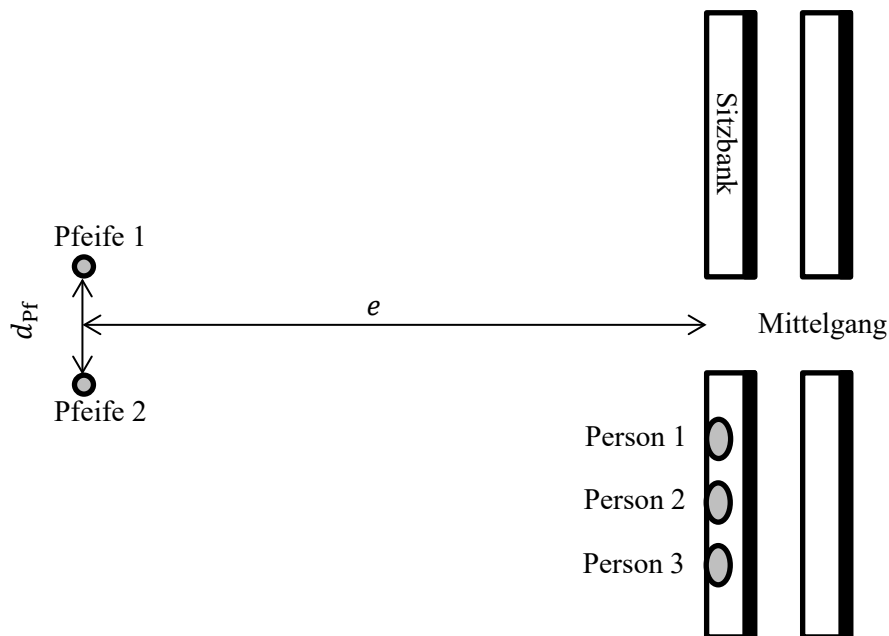 Sitzbank
Pfeife 1
d_Pf
e
Mittelgang
Pfeife 2
Person 1
Person 2
Person 3